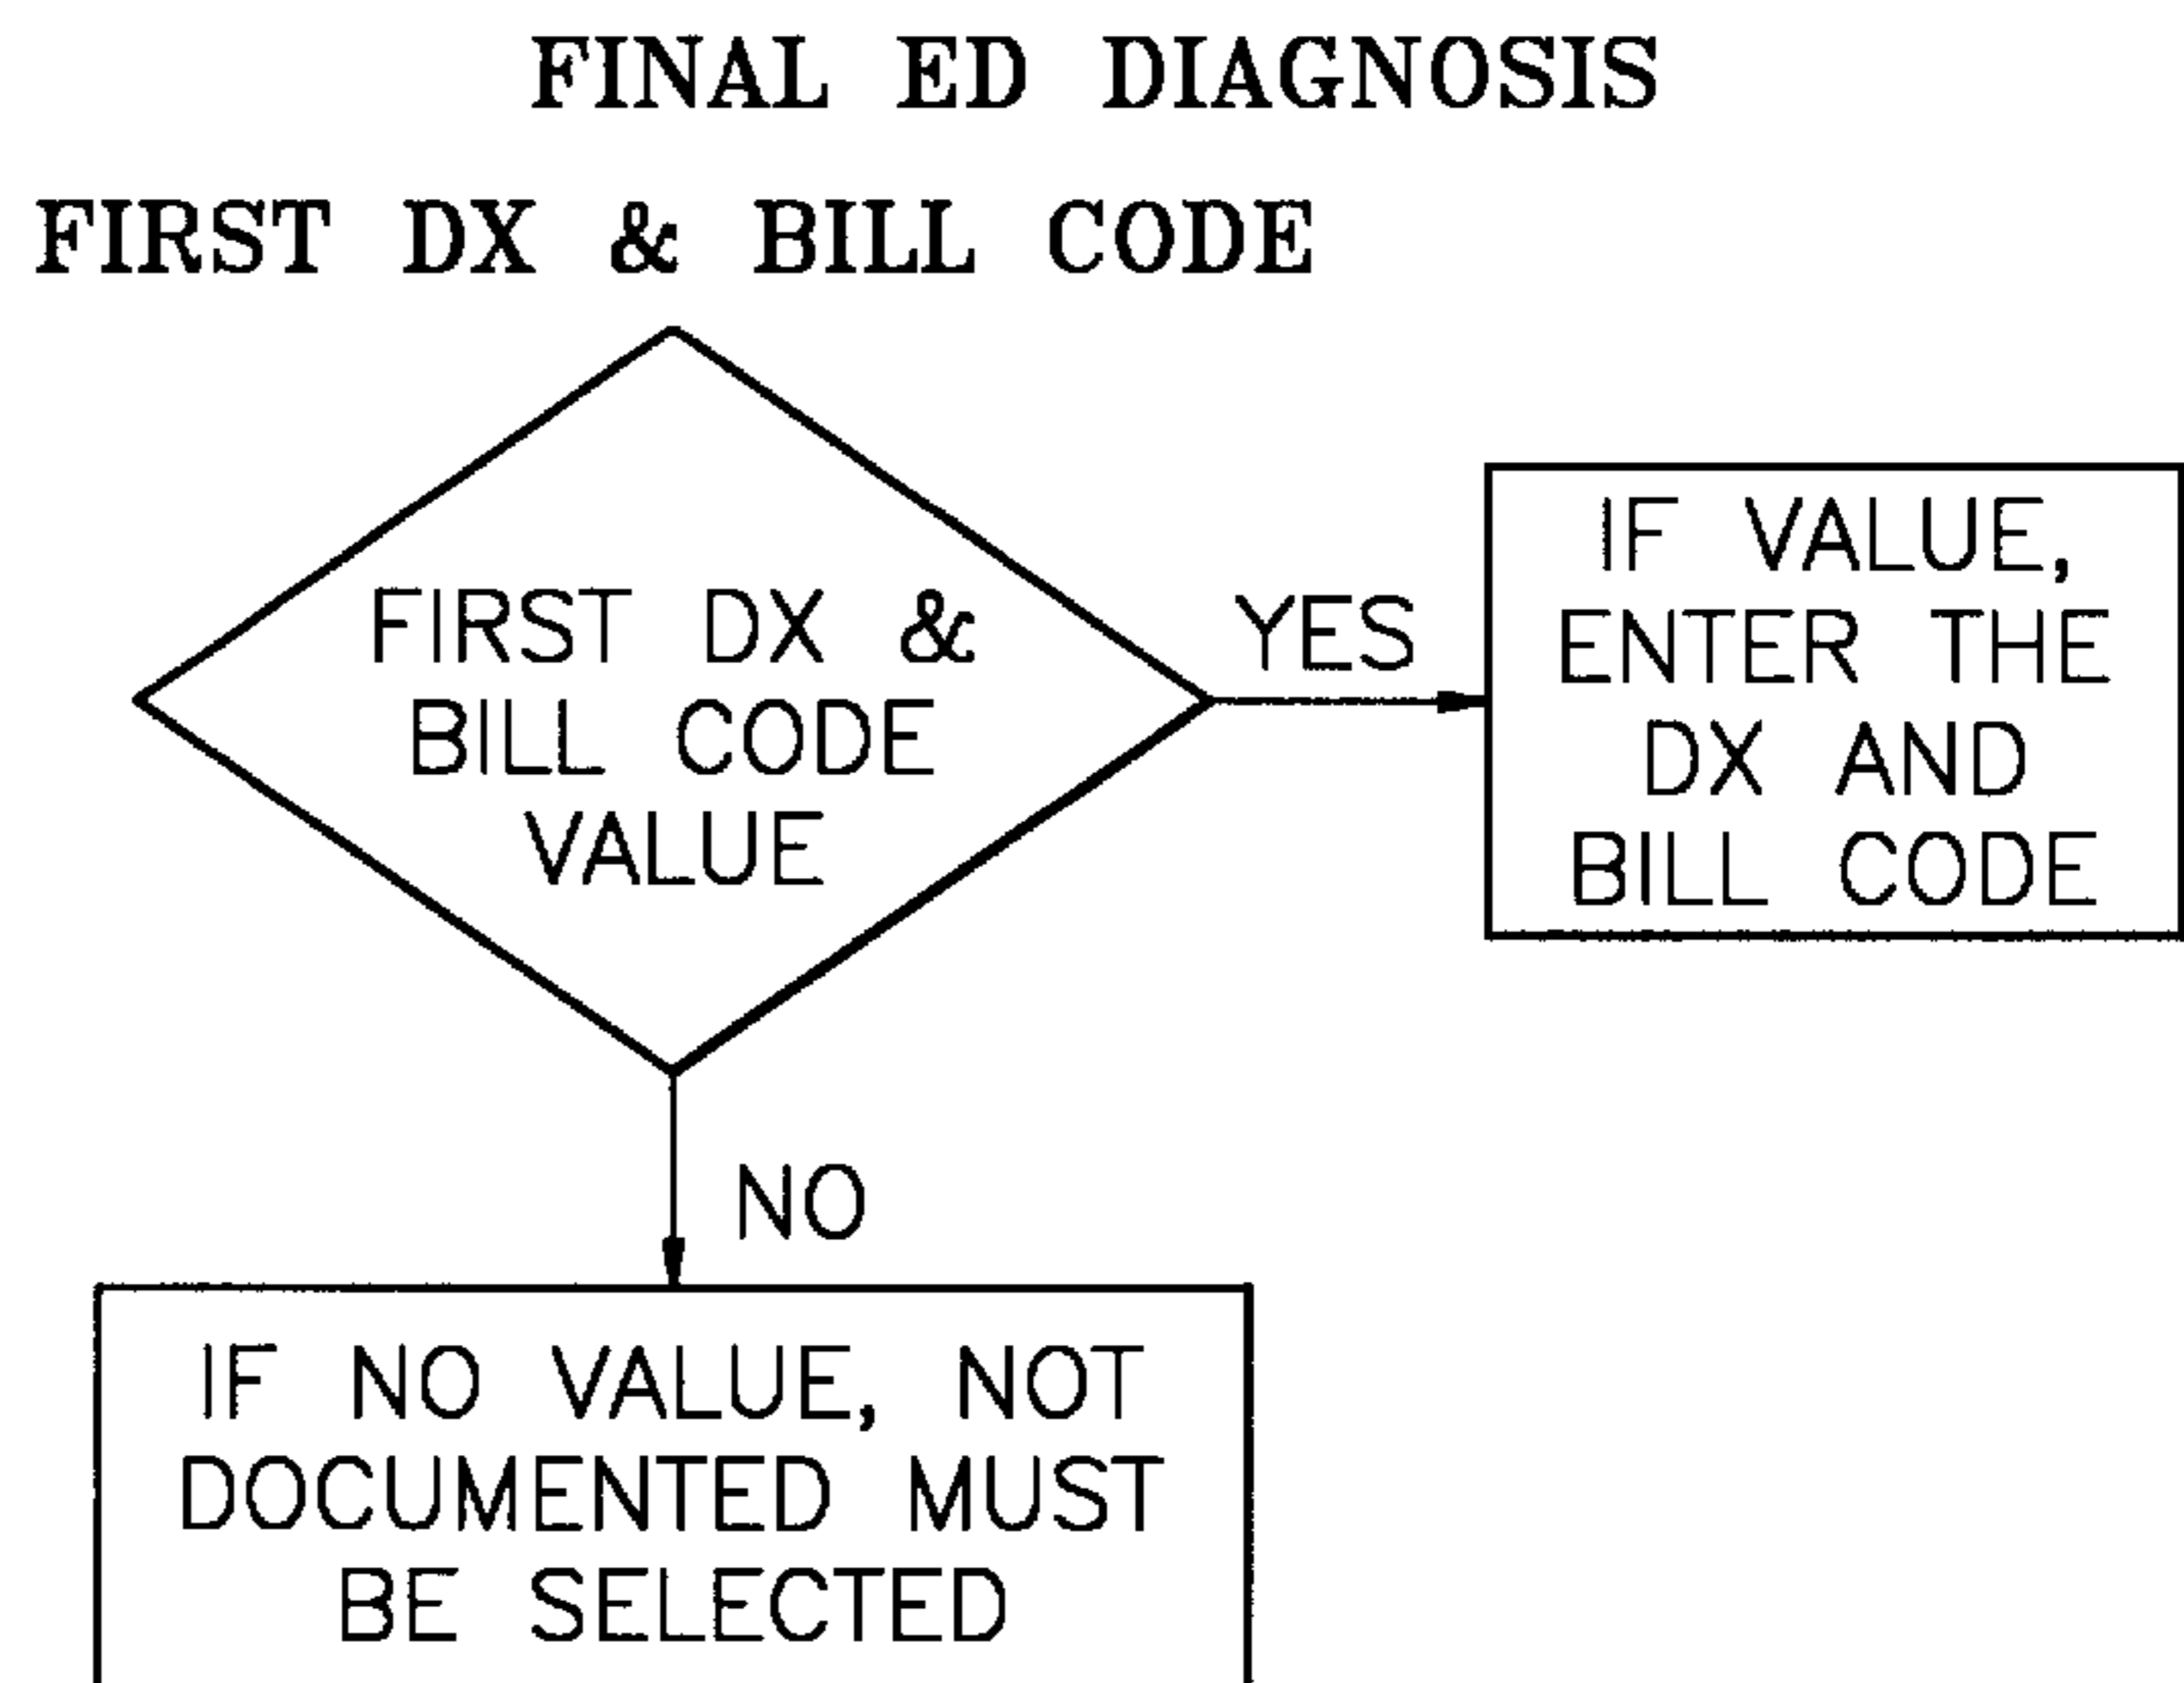 FINAL ED DIAGNOSIS
FIRST DX & BILL CODE
FIRST DX &
BILL CODE
VALUE
YES
IF VALUE,
ENTER THE
DX AND
BILL CODE
NO
IF NO VALUE, NOT
DOCUMENTED MUST
BE SELECTED